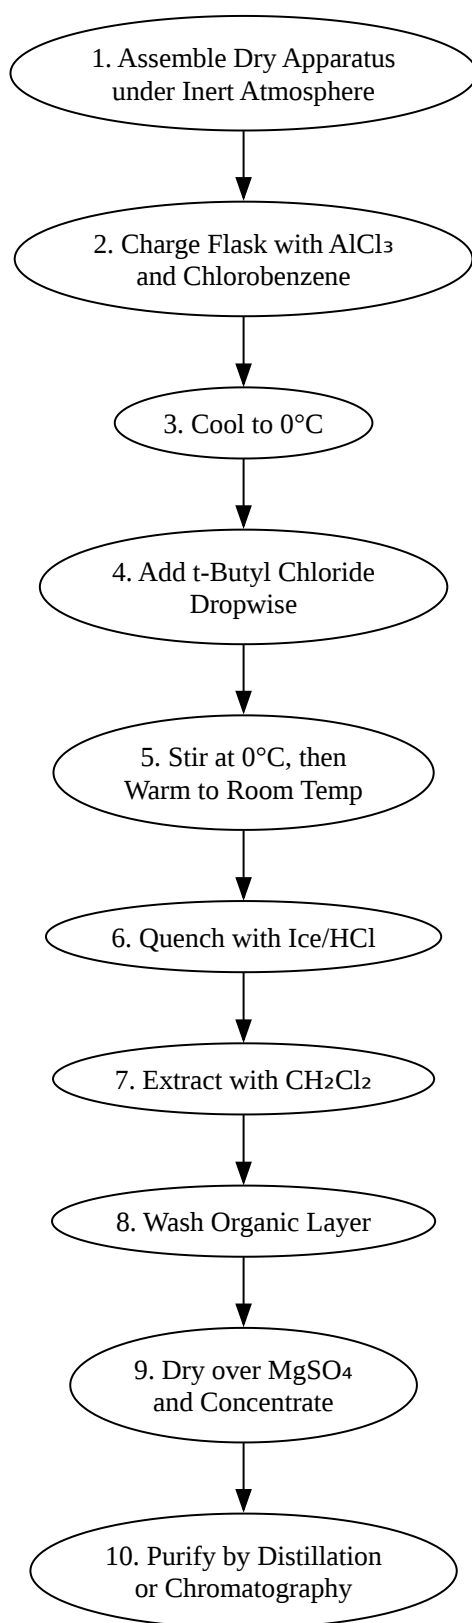 1. Assemble Dry Apparatus
under Inert Atmosphere
2. Charge Flask with AlCl₃
and Chlorobenzene
3. Cool to 0°C
4. Add t-Butyl Chloride
Dropwise
5. Stir at 0°C, then
Warm to Room Temp
6. Quench with Ice/HCl
7. Extract with CH₂Cl₂
8. Wash Organic Layer
9. Dry over MgSO₄
and Concentrate
10. Purify by Distillation
or Chromatography